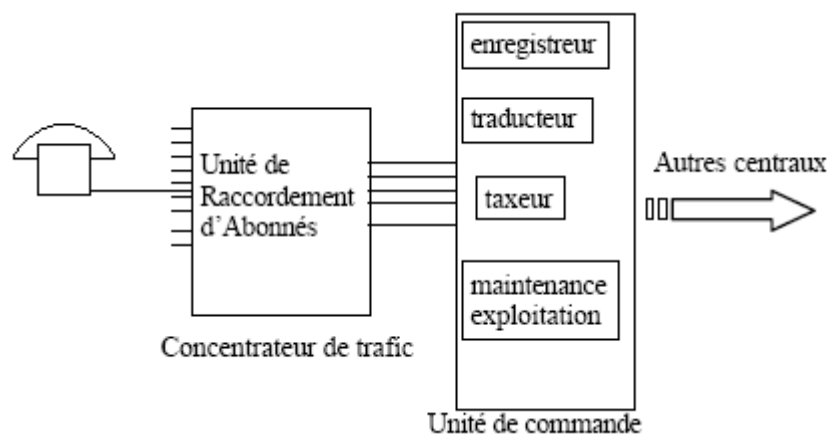 enregistreur
traducteur
taxeur
maintenance
exploitation
Unité de
Raccordement
d'Abonnés
Autres centraux
Concentrateur de trafic
Unité de commande